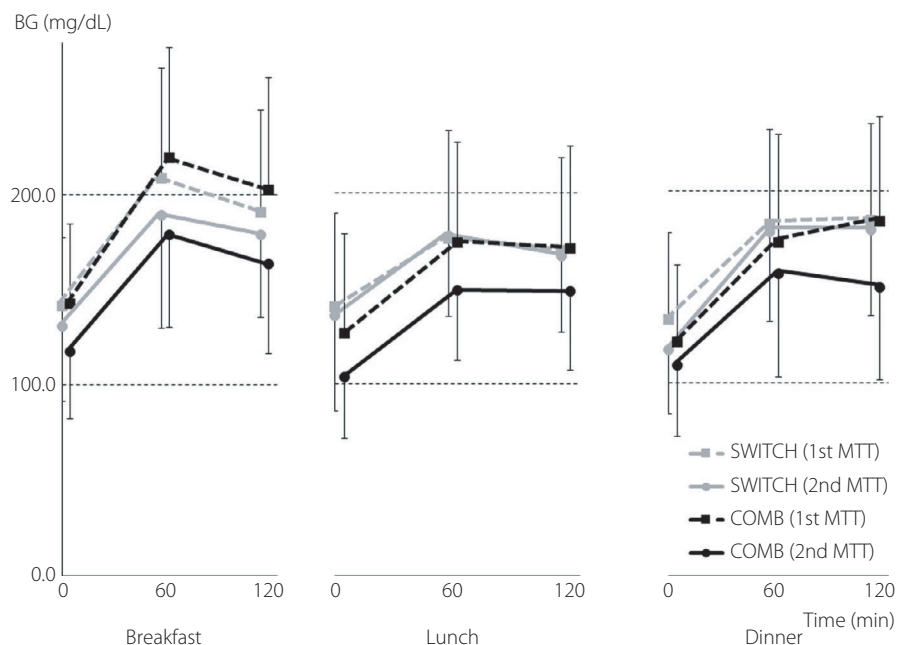 BG (mg/dL)
200.0
100.0
0.0
SWITCH (1st MTT)
SWITCH (2nd MTT)
COMB (1st MTT)
COMB (2nd MTT)
0 60 120 0 60 120 0 60 120
Time (min)
Breakfast Lunch Dinner